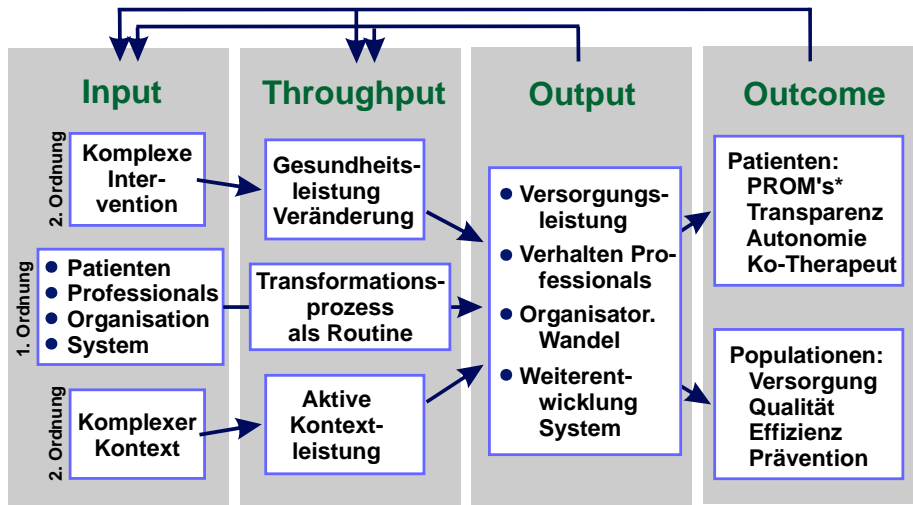 Input
2. Ordnung
Komplexe
Inter-
vention
1. Ordnung
Patienten
Professionals
Organisation
System
2. Ordnung
Komplexer
Kontext
Throughput
Gesundheits-
leistung
Veränderung
Transformations-
prozess
als Routine
Aktive
Kontext-
leistung
Output
Versorgungs-
leistung
Verhalten Pro-
fessionals
Organisator.
Wandel
Weiterent-
wicklung
System
Outcome
Patienten:
PROM's*
Transparenz
Autonomie
Ko-Therapeut
Populationen:
Versorgung
Qualität
Effizienz
Prävention